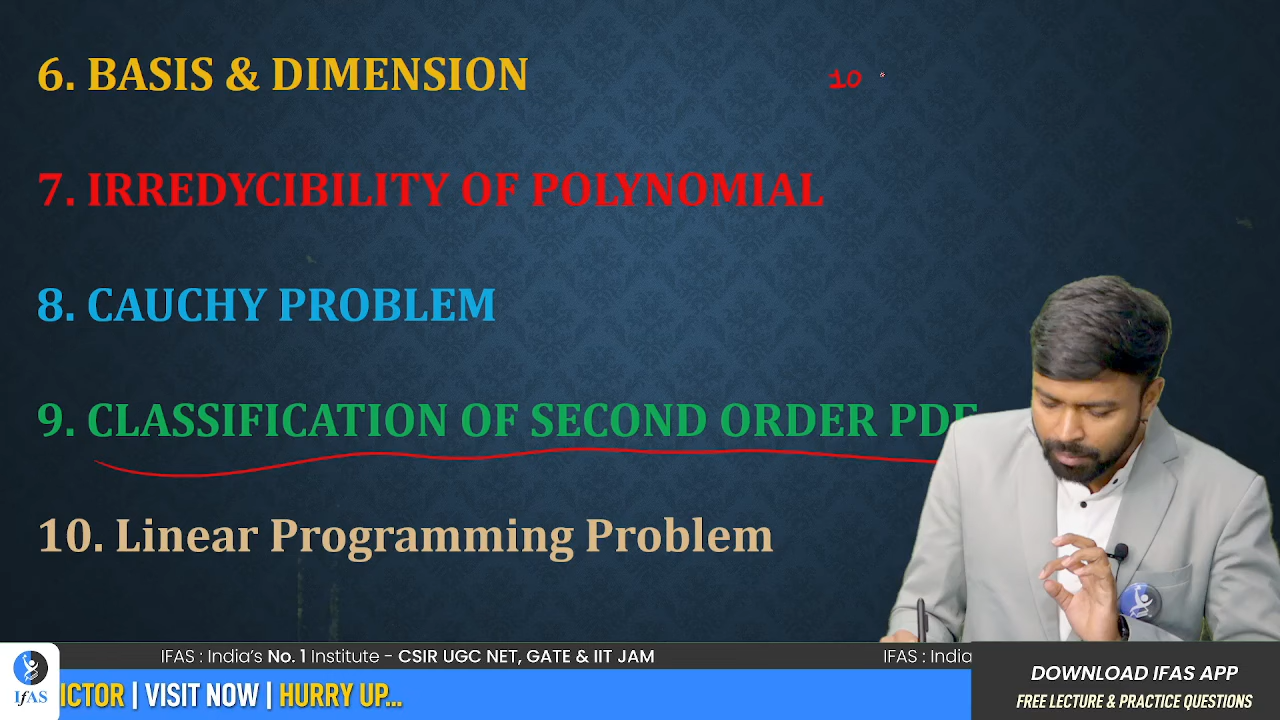 6. BASIS & DIMENSION
10
7. IRREDYCIBILITY OF POLYNOMIAL
8. CAUCHY PROBLEM
9. CLASSIFICATION OF SECOND ORDER PDE
10. Linear Programming Problem
IFAS : India's No. 1 Institute - CSIR UGC NET, GATE & IIT JAM
IFAS : India
IfAS
ICTOR | VISIT NOW | HURRY UP...
DOWNLOAD IFAS APP
FREE LECTURE & PRACTICE QUESTIONS